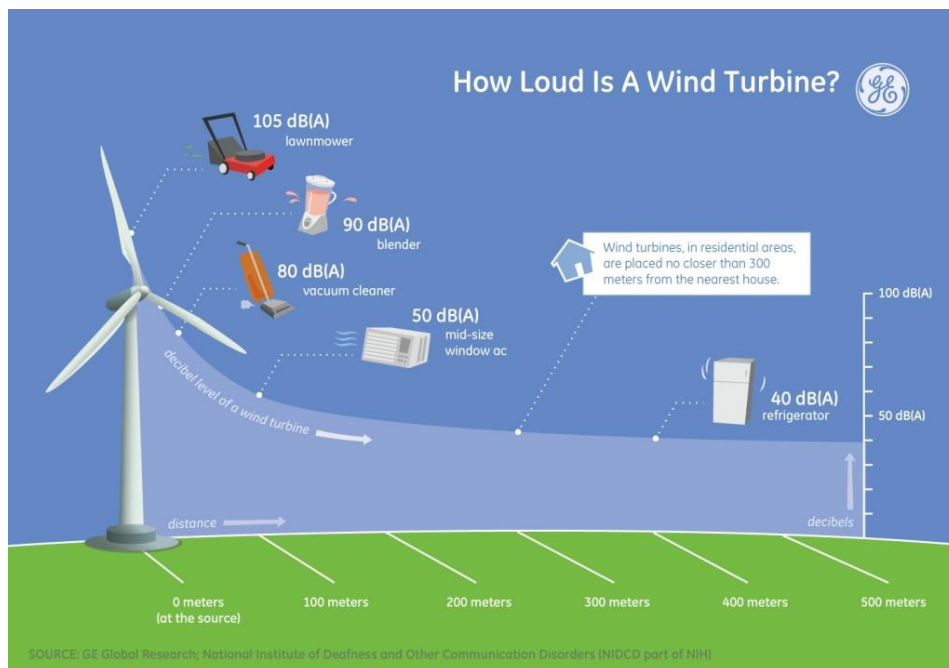 How Loud Is A Wind Turbine?
GE
105 dB(A)
lawnmower
90 dB(A)
blender
80 dB(A)
vacuum cleaner
50 dB(A)
mid-size
window ac
Wind turbines, in residential areas,
are placed no closer than 300
meters from the nearest house.
100 dB(A)
40 dB(A)
refrigerator
50 dB(A)
decibel level of a wind turbine
distance
decibels
0 meters
(at the source)
100 meters
200 meters
300 meters
400 meters
500 meters
SOURCE: GE Global Research; National Institute of Deafness and Other Communication Disorders (NIDCD part of NIH)